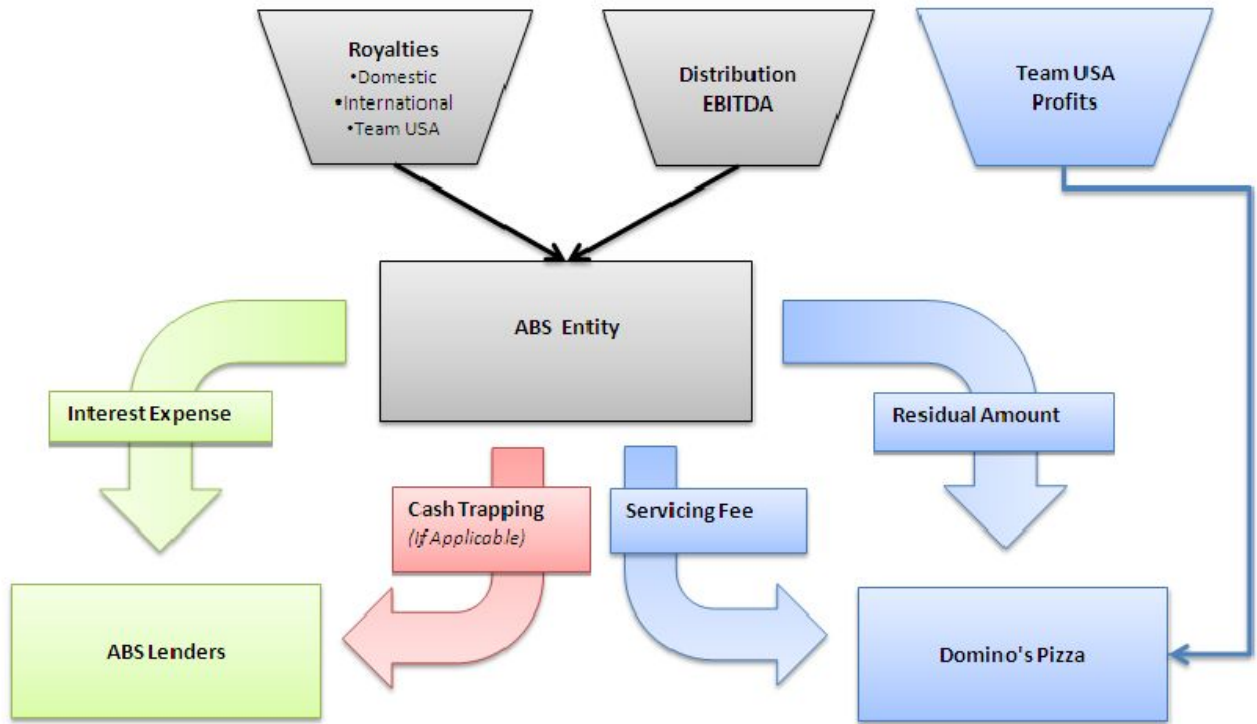 Royalties
•Domestic
•International
•Team USA
Distribution
EBITDA
Team USA
Profits
ABS Entity
Interest Expense
Residual Amount
Cash Trapping
(If Applicable)
Servicing Fee
ABS Lenders
Domino's Pizza